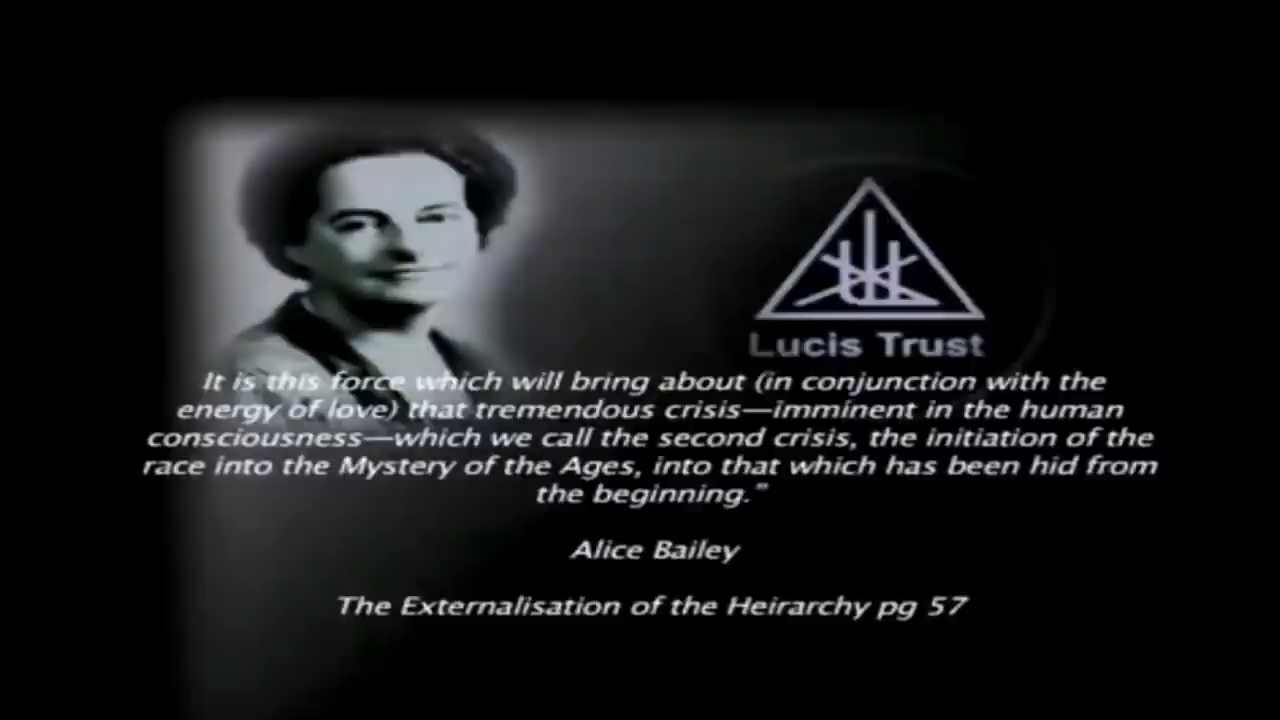 Lucis Trust
It is this force which will bring about (in conjunction with the
energy of love) that tremendous crisis—imminent in the human
consciousness—which we call the second crisis, the initiation of the
race into the Mystery of the Ages, into that which has been hid from
the beginning."
Alice Bailey
The Externalisation of the Heirarchy pg 57